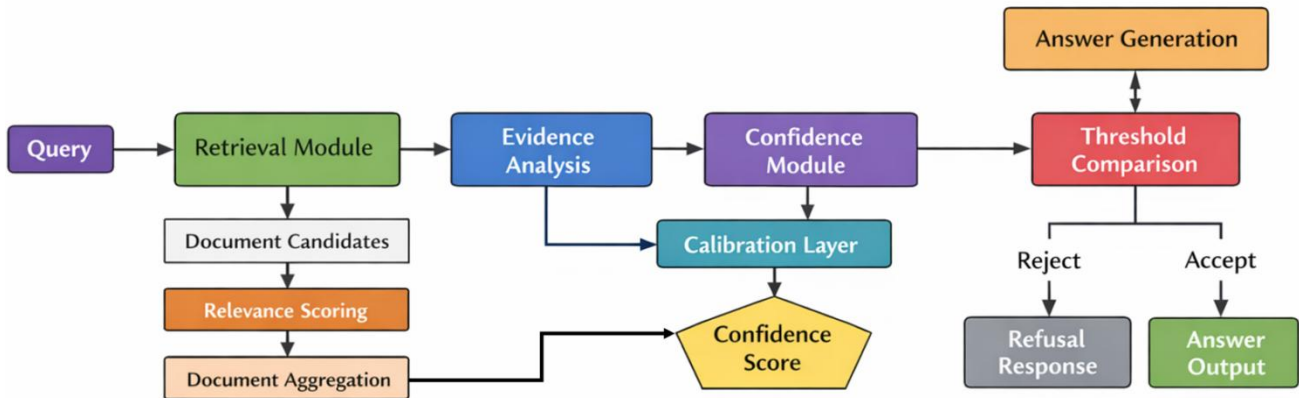 Answer Generation
Query
Retrieval Module
Evidence
Analysis
Confidence
Module
Threshold
Comparison
Document Candidates
Calibration Layer
Reject
Accept
Relevance Scoring
Confidence
Score
Refusal
Response
Answer
Output
Document Aggregation